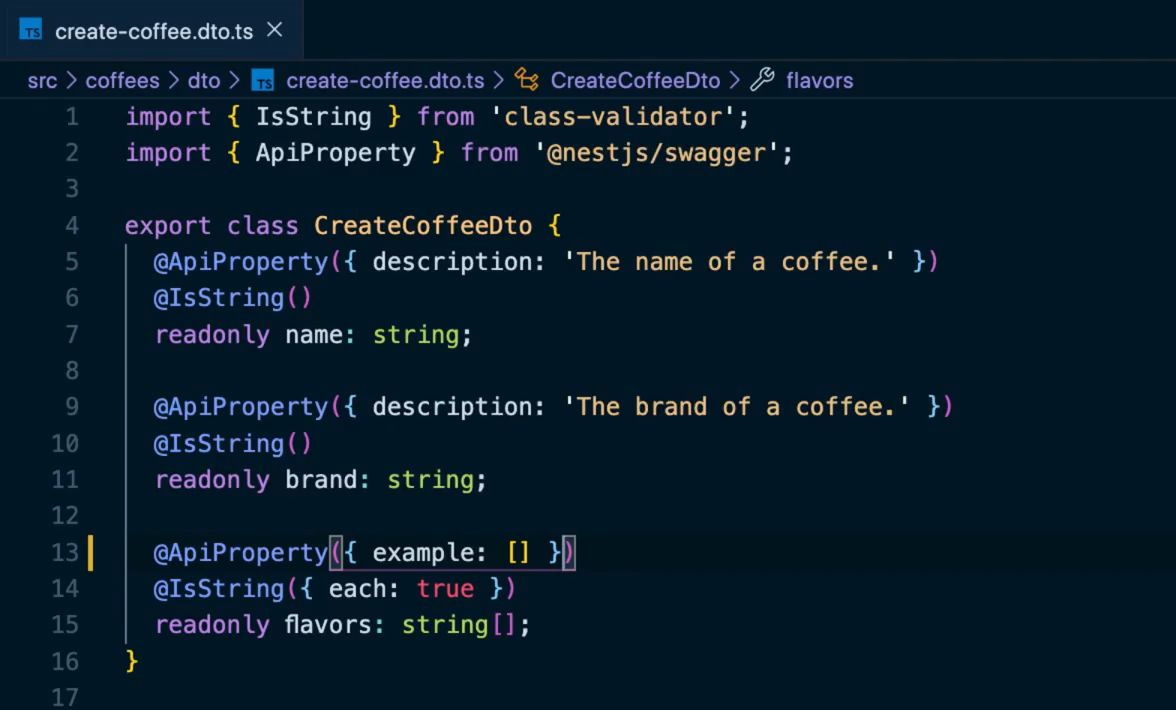 TS create-coffee.dto.ts ×
src > coffees > dto > TS create-coffee.dto.ts > CreateCoffeeDto > flavors
1 import { IsString } from 'class-validator';
2 import { ApiProperty } from '@nestjs/swagger';
3
4 export class CreateCoffeeDto {
5   @ApiProperty({ description: 'The name of a coffee.' })
6   @IsString()
7   readonly name: string;
8
9   @ApiProperty({ description: 'The brand of a coffee.' })
10   @IsString()
11   readonly brand: string;
12
13   @ApiProperty({ example: [] })
14   @IsString({ each: true })
15   readonly flavors: string[];
16 }
17